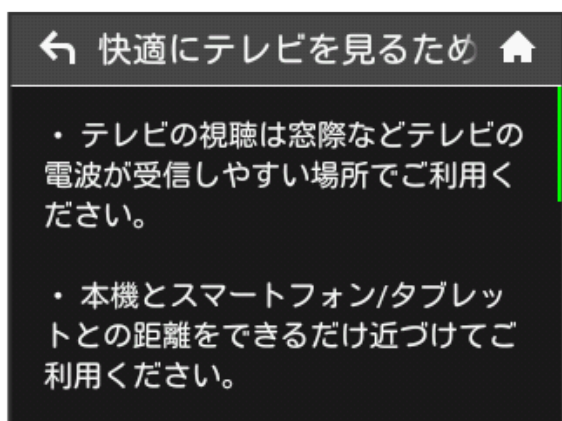 快適にテレビを見るため
・ テレビの視聴は窓際などテレビの
電波が受信しやすい場所でご利用く
ださい。
・ 本機とスマートフォン/タブレッ
トとの距離をできるだけ近づけてご
利用ください。